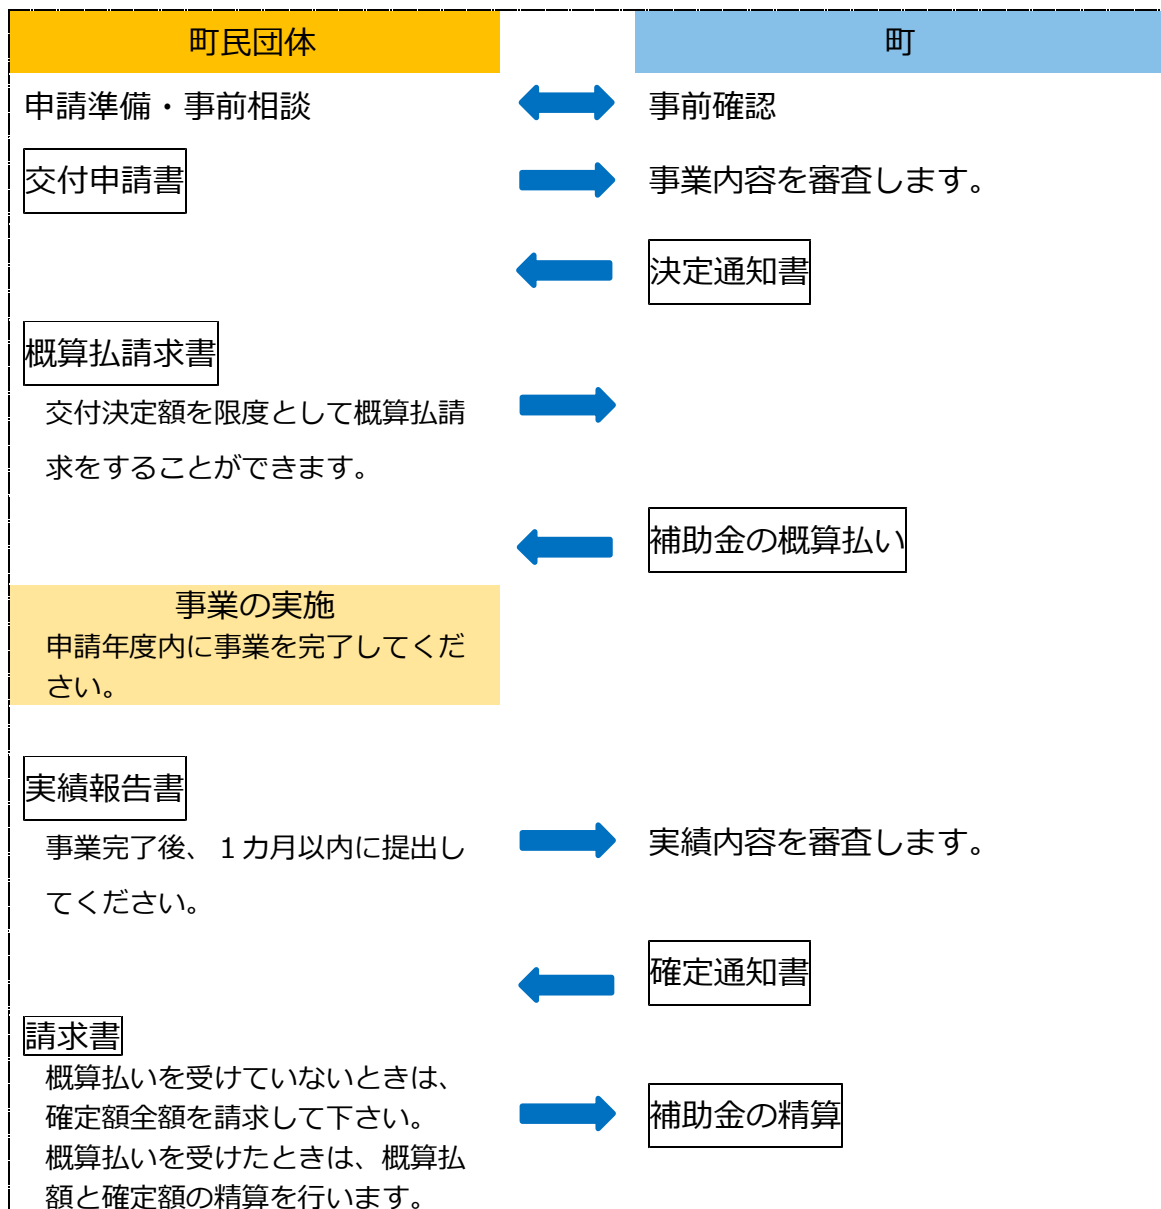 町民団体
町
申請準備・事前相談
事前確認
交付申請書
事業内容を審査します。
決定通知書
概算払請求書
交付決定額を限度として概算払請
求をすることができます。
補助金の概算払い
事業の実施
申請年度内に事業を完了してくだ
さい。
実績報告書
事業完了後、１カ月以内に提出し
てください。
実績内容を審査します。
確定通知書
請求書
概算払いを受けていないときは、
確定額全額を請求して下さい。
概算払いを受けたときは、概算払
額と確定額の精算を行います。
補助金の精算